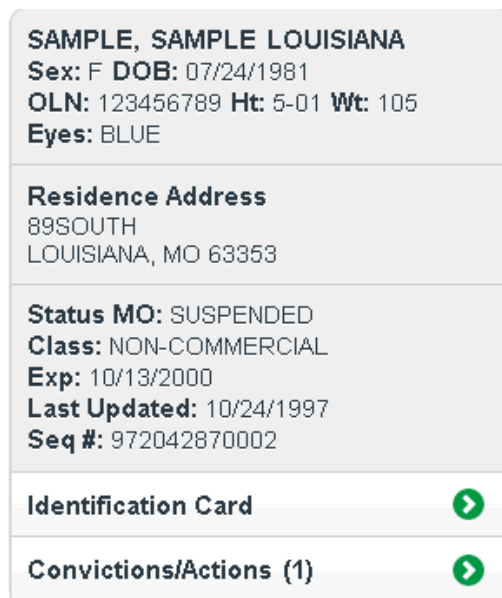 SAMPLE, SAMPLE LOUISIANA
Sex: F DOB: 07/24/1981
OLN: 123456789 Ht: 5-01 Wt: 105
Eyes: BLUE
Residence Address
89SOUTH
LOUISIANA, MO 63353
Status MO: SUSPENDED
Class: NON-COMMERCIAL
Exp: 10/13/2000
Last Updated: 10/24/1997
Seq #: 972042870002
Identification Card
Convictions/Actions (1)